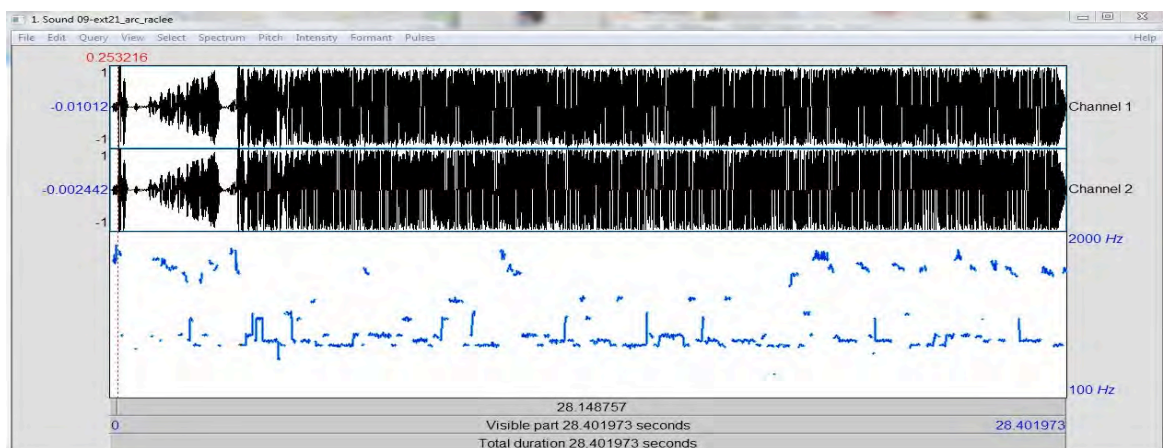 1. Sound 09-ext21_arc_raclee
File Edit Query View Select Spectrum Pitch Intensity Formant Pulses Help
0.253216
1
-0.01012
Channel 1
-1
1
-0.002442
Channel 2
-1
2000 Hz
100 Hz
28.148757
0 Visible part 28.401973 seconds 28.401973
Total duration 28.401973 seconds